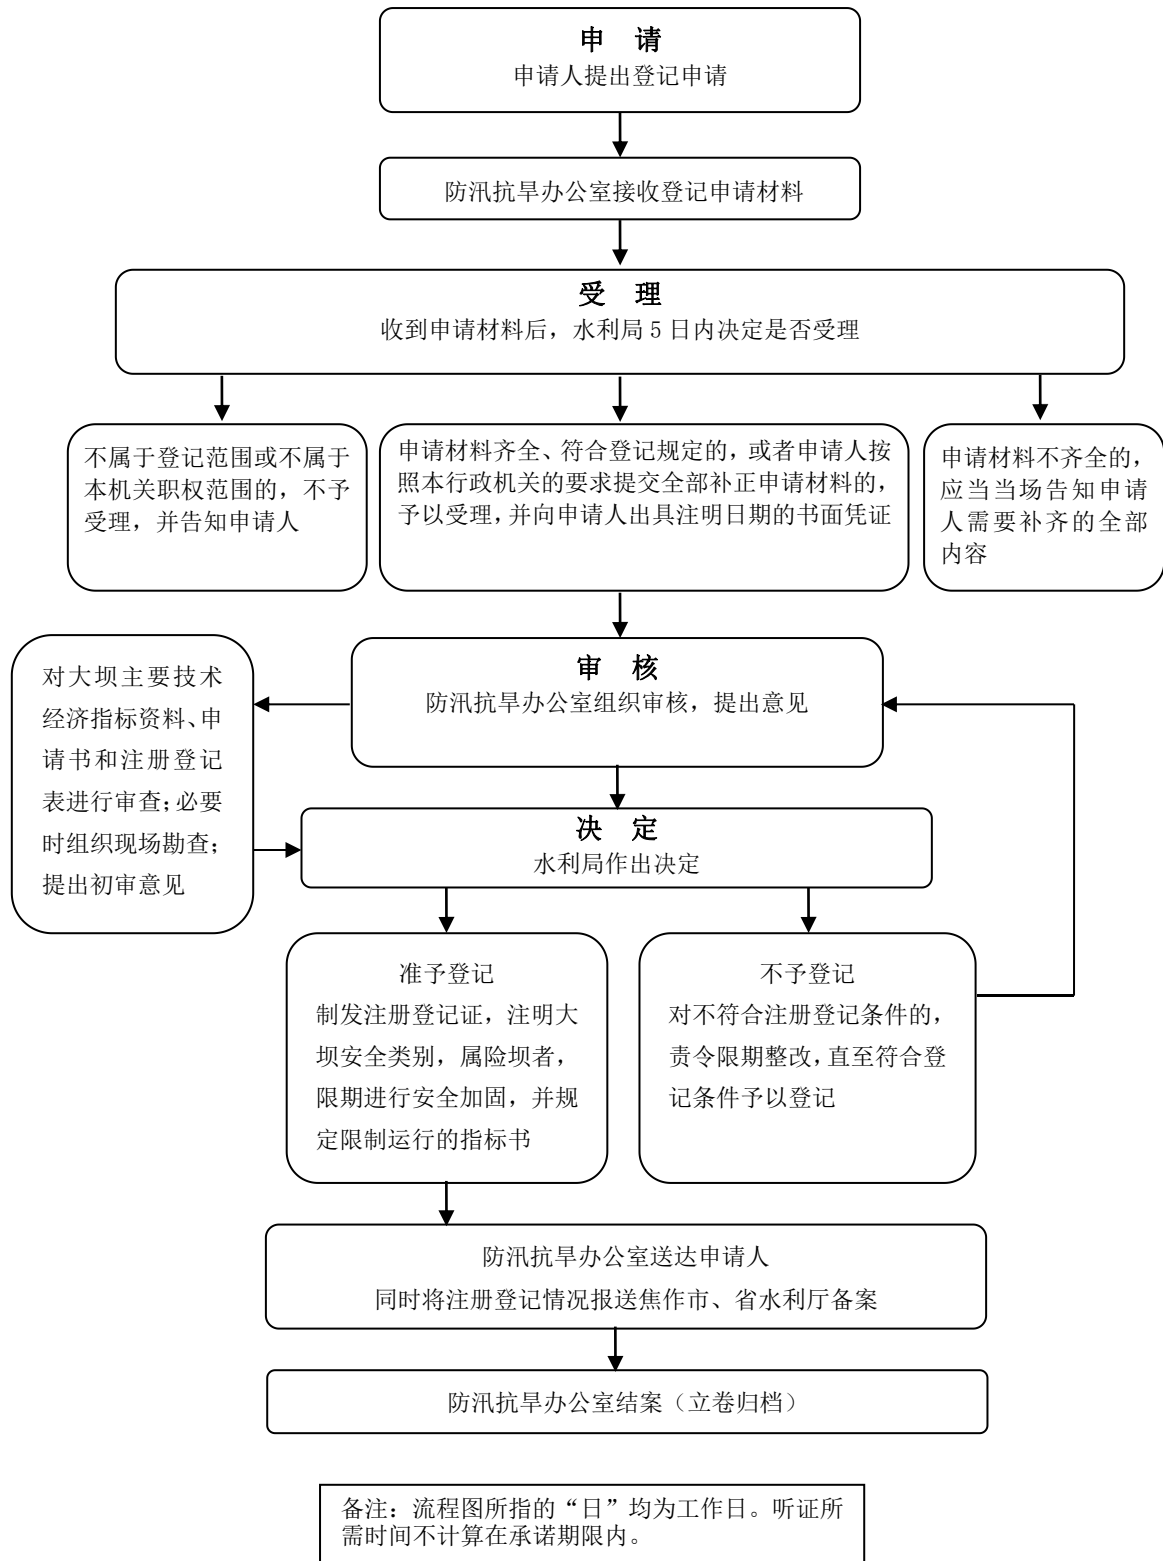 申 请
申请人提出登记申请
防汛抗旱办公室接收登记申请材料
受 理
收到申请材料后，水利局 5 日内决定是否受理
不属于登记范围或不属于
本机关职权范围的，不予
受理，并告知申请人
申请材料齐全、符合登记规定的，或者申请人按
照本行政机关的要求提交全部补正申请材料的，
予以受理，并向申请人出具注明日期的书面凭证
申请材料不齐全的，
应当当场告知申请
人需要补齐的全部
内容
审 核
防汛抗旱办公室组织审核，提出意见
对大坝主要技术
经济指标资料、申
请书和注册登记
表进行审查；必要
时组织现场勘查；
提出初审意见
决 定
水利局作出决定
准予登记
制发注册登记证，注明大
坝安全类别，属险坝者，
限期进行安全加固，并规
定限制运行的指标书
不予登记
对不符合注册登记条件的，
责令限期整改，直至符合登
记条件予以登记
防汛抗旱办公室送达申请人
同时将注册登记情况报送焦作市、省水利厅备案
防汛抗旱办公室结案（立卷归档）
备注：流程图所指的“日”均为工作日。听证所
需时间不计算在承诺期限内。